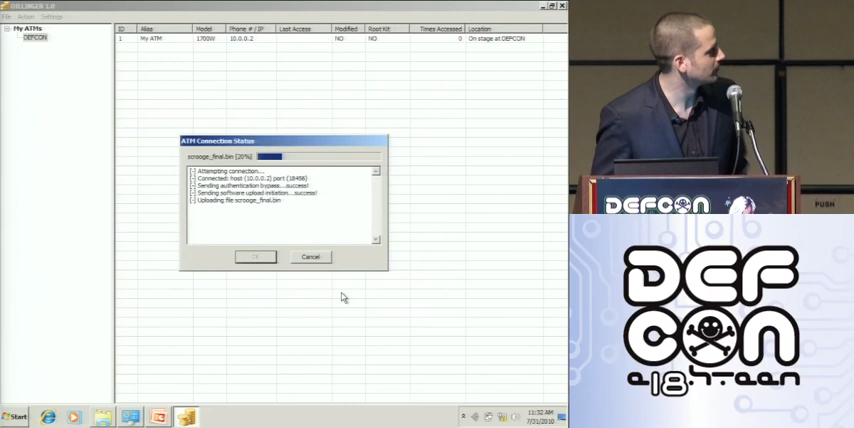 DILLINGER 1.0
File Action Settings
My ATMs
DEFCON
ID Alias Model Phone # / IP Last Access Modified Root Kit Times Accessed Location
1 My ATM 1700W 10.0.0.2 NO NO 0 On stage at DEFCON
ATM Connection Status
scrooge_final.bin [20%]
[-] Attempting connection....
[-] Connected: host (10.0.0.2) port (18456)
[-] Sending authentication bypass....success!
[-] Sending software upload initiation....success!
[-] Uploading file scrooge_final.bin
OK Cancel
Start
11:32 AM
7/31/2010
DEFCON
PUSH
DEF
CON
e18h-teen